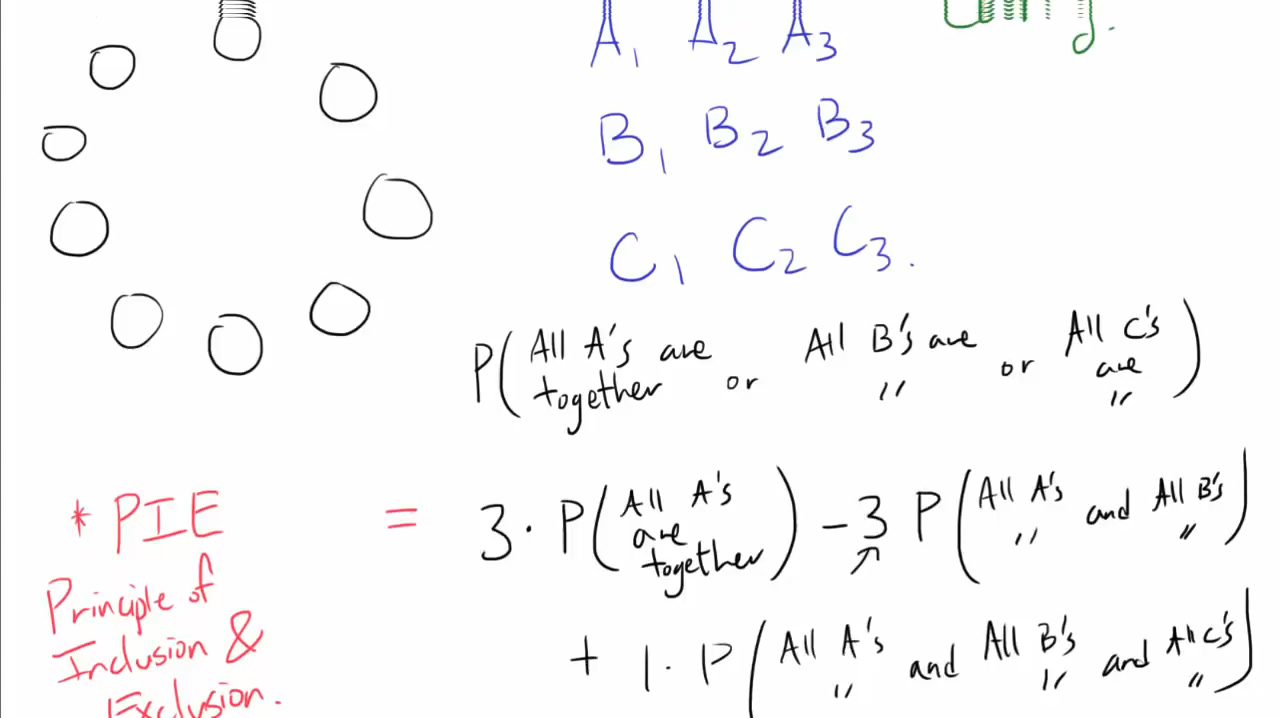 A1 A2 A3
B1 B2 B3
C1 C2 C3.
P( All A's are together or All B's are " or All C's are " )
* PIE
Principle of
Inclusion &
Exclusion.
= 3 · P( All A's are together ) - 3 P( All A's " and All B's " )
+ 1 · P( All A's " and All B's " and All C's " )